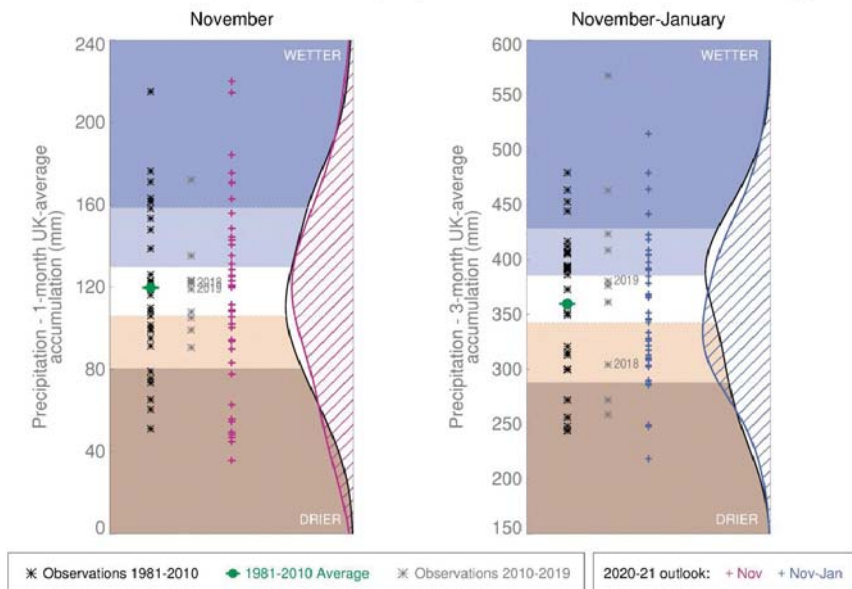 November
November-January
Precipitation - 1-month UK-average
accumulation (mm)
240
200
160
120
80
40
0
WETTER
2018
2019
DRIER
Precipitation - 3-month UK-average
accumulation (mm)
600
550
500
450
400
350
300
250
200
150
WETTER
2019
2018
DRIER
Observations 1981-2010
1981-2010 Average
Observations 2010-2019
2020-21 outlook:
+ Nov
+ Nov-Jan